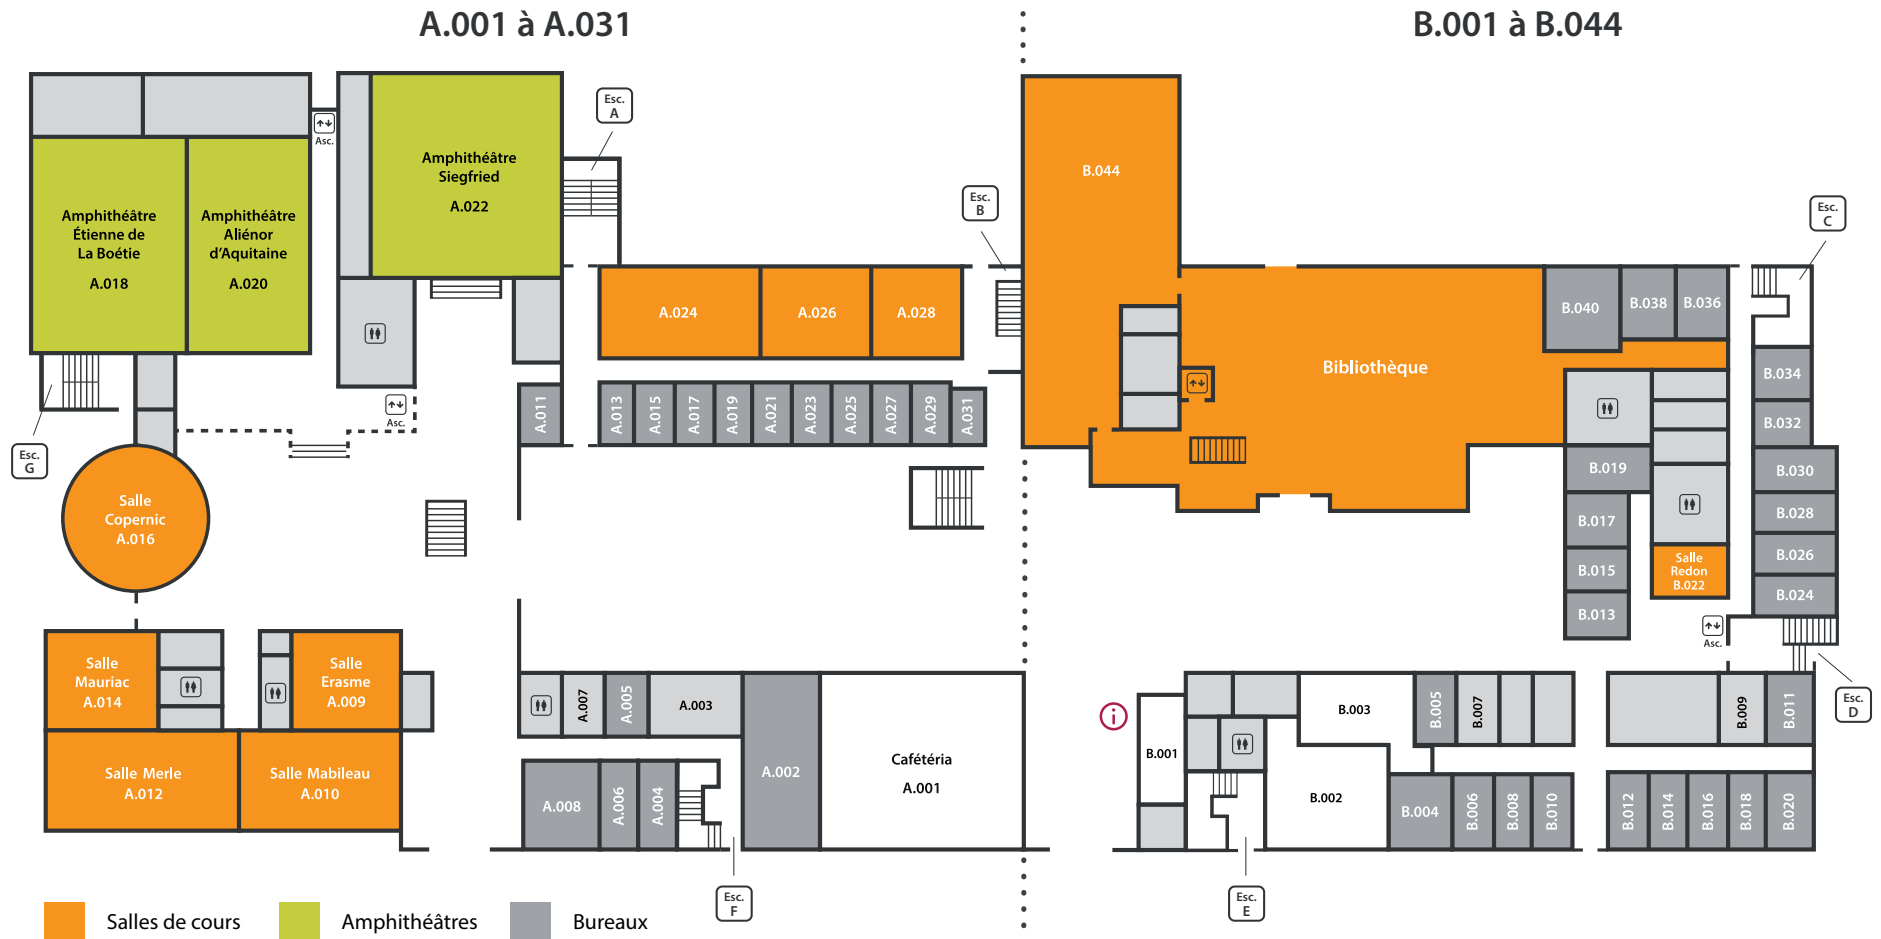 A.001 à A.031
B.001 à B.044
Esc.
A
Asc.
Amphithéâtre
Siegfried
A.022
B.044
Esc.
B
Esc.
C
Amphithéâtre
Étienne de
La Boétie
A.018
Amphithéâtre
Aliénor
d'Aquitaine
A.020
A.024
A.026
A.028
B.040
B.038
B.036
Bibliothèque
B.034
B.032
Asc.
A.011
A.013
A.015
A.017
A.019
A.021
A.023
A.025
A.027
A.029
A.031
Esc.
G
B.019
B.030
Salle
Copernic
A.016
B.017
B.028
B.015
Salle
Redon
B.022
B.026
B.013
B.024
Asc.
Salle
Mauriac
A.014
Salle
Erasme
A.009
A.007
A.005
A.003
B.003
B.005
B.007
B.009
B.011
Esc.
D
i
B.001
Salle Merle
A.012
Salle Mabileau
A.010
A.008
A.006
A.004
A.002
Cafétéria
A.001
B.002
B.004
B.006
B.008
B.010
B.012
B.014
B.016
B.018
B.020
Esc.
F
Esc.
E
Salles de cours
Amphithéâtres
Bureaux